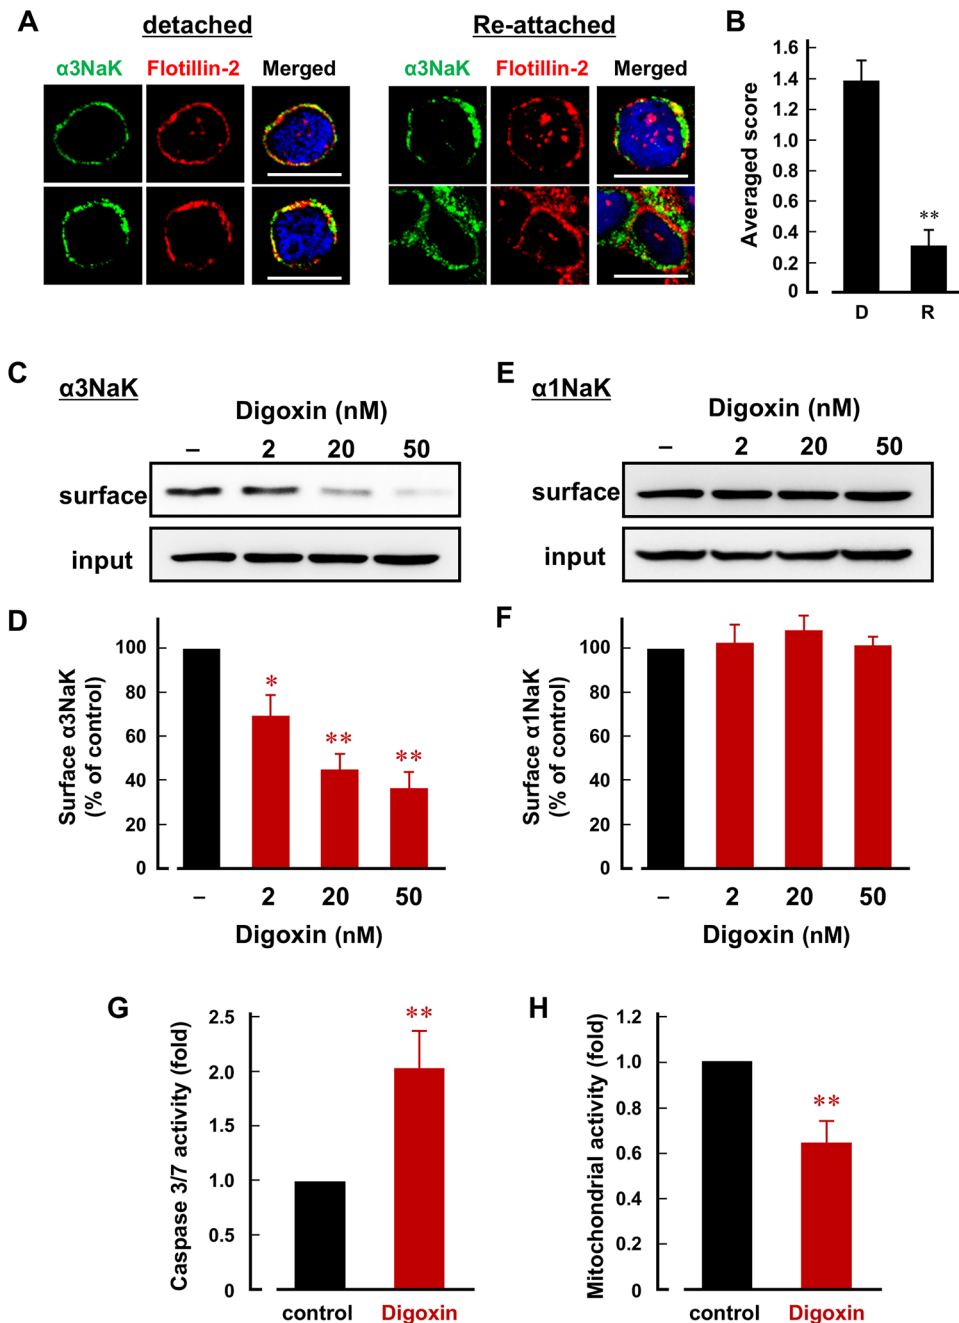 A
detached
Re-attached
α3NaK Flotillin-2 Merged
α3NaK Flotillin-2 Merged
B
Averaged score
1.6
1.4
1.2
1.0
0.8
0.6
0.4
0.2
0
**
D R
C
α3NaK
Digoxin (nM)
– 2 20 50
surface
input
E
α1NaK
Digoxin (nM)
– 2 20 50
surface
input
D
Surface α3NaK
(% of control)
100
80
60
40
20
0
*
**
**
– 2 20 50
Digoxin (nM)
F
Surface α1NaK
(% of control)
100
80
60
40
20
0
– 2 20 50
Digoxin (nM)
G
Caspase 3/7 activity (fold)
2.5
2.0
1.5
1.0
0.5
0
**
control Digoxin
H
Mitochondrial activity (fold)
1.2
1.0
0.8
0.6
0.4
0.2
0
**
control Digoxin